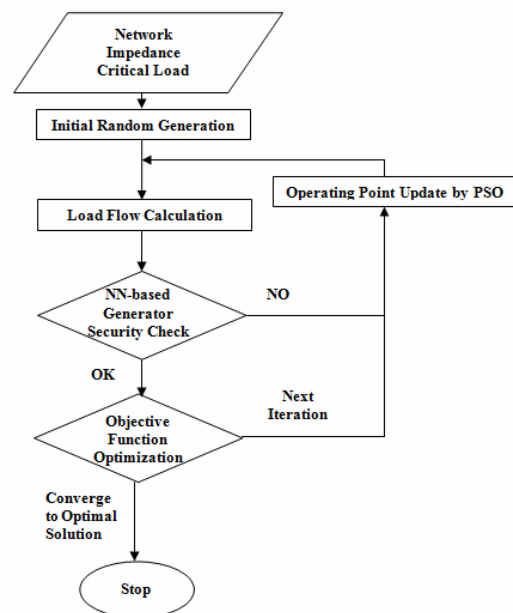 Network
Impedance
Critical Load
Initial Random Generation
Operating Point Update by PSO
Load Flow Calculation
NN-based
Generator
Security Check
NO
OK
Next
Iteration
Objective
Function
Optimization
Converge
to Optimal
Solution
Stop